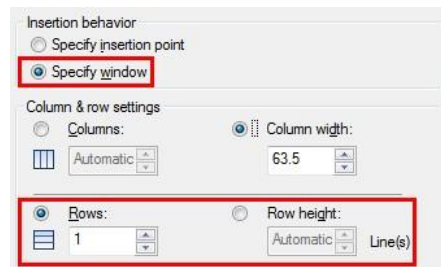 Insertion behavior
Specify insertion point
Specify window
Column & row settings
Columns: Column width:
Automatic 63.5
Rows: Row height:
1 Automatic Line(s)